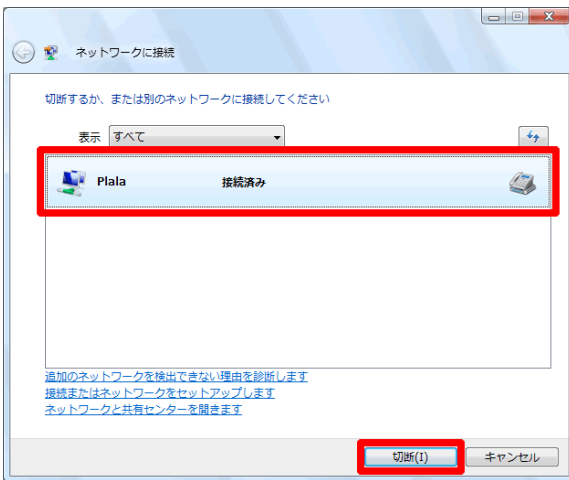 ネットワークに接続
切断するか、または別のネットワークに接続してください
表示 すべて
Plala 接続済み
追加のネットワークを検出できない理由を診断します
接続またはネットワークをセットアップします
ネットワークと共有センターを開きます
切断(I) キャンセル